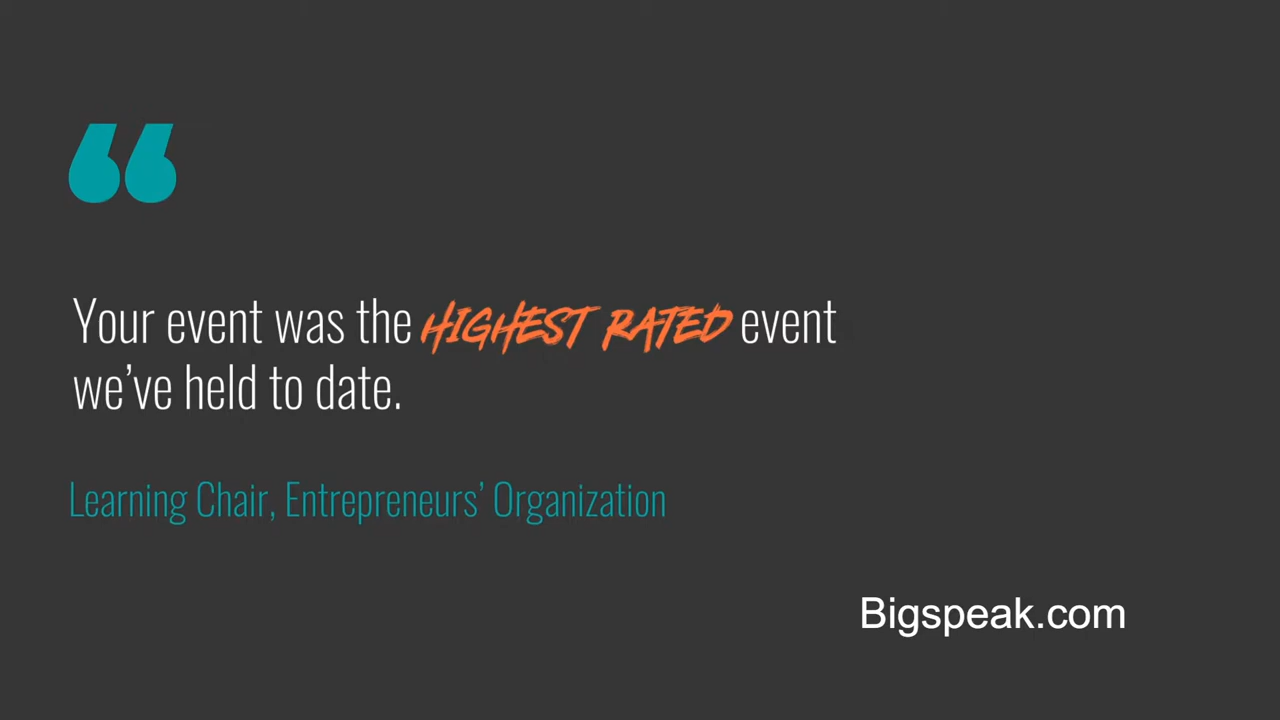 “
Your event was the HIGHEST RATED event
we’ve held to date.
Learning Chair, Entrepreneurs’ Organization
Bigspeak.com